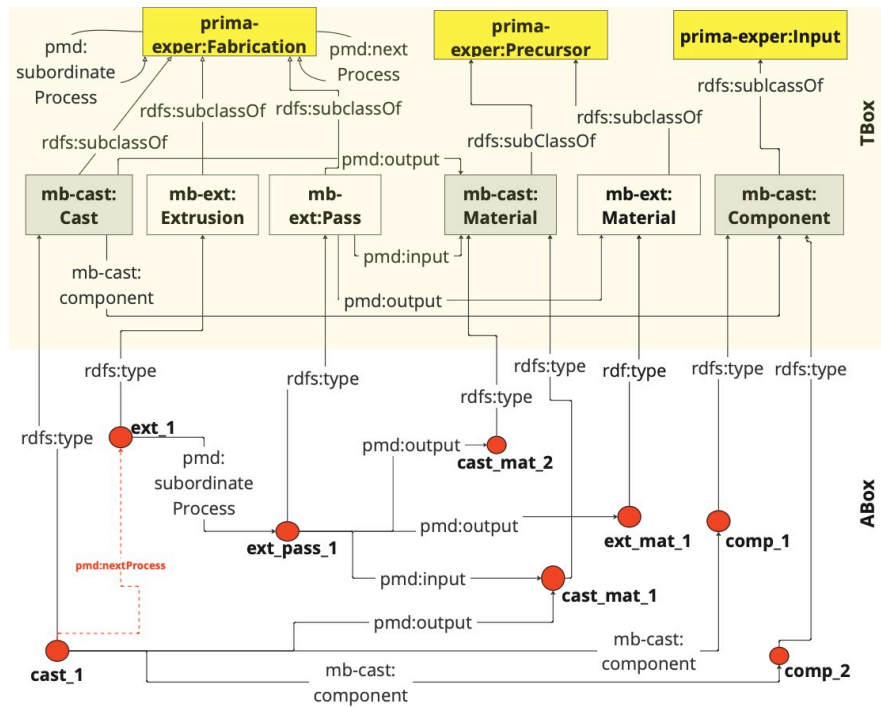 prima-
exper:Fabrication
prima-
exper:Precursor
prima-exper:Input
pmd:
subordinate
Process
pmd:next
Process
rdfs:sublcassOf
rdfs:subclassOf
rdfs:subclassOf
rdfs:subclassOf
rdfs:subclassOf
rdfs:subClassOf
TBox
pmd:output
mb-cast:
Cast
mb-ext:
Extrusion
mb-
ext:Pass
mb-cast:
Material
mb-ext:
Material
mb-cast:
Component
pmd:input
mb-cast:
component
pmd:output
rdfs:type
rdfs:type
rdfs:type
rdf:type
rdfs:type
rdfs:type
rdfs:type
rdfs:type
ext_1
pmd:
subordinate
Process
pmd:output
cast_mat_2
ABox
pmd:output
ext_pass_1
ext_mat_1
comp_1
pmd:nextProcess
pmd:input
cast_mat_1
pmd:output
mb-cast:
component
cast_1
mb-cast:
component
comp_2